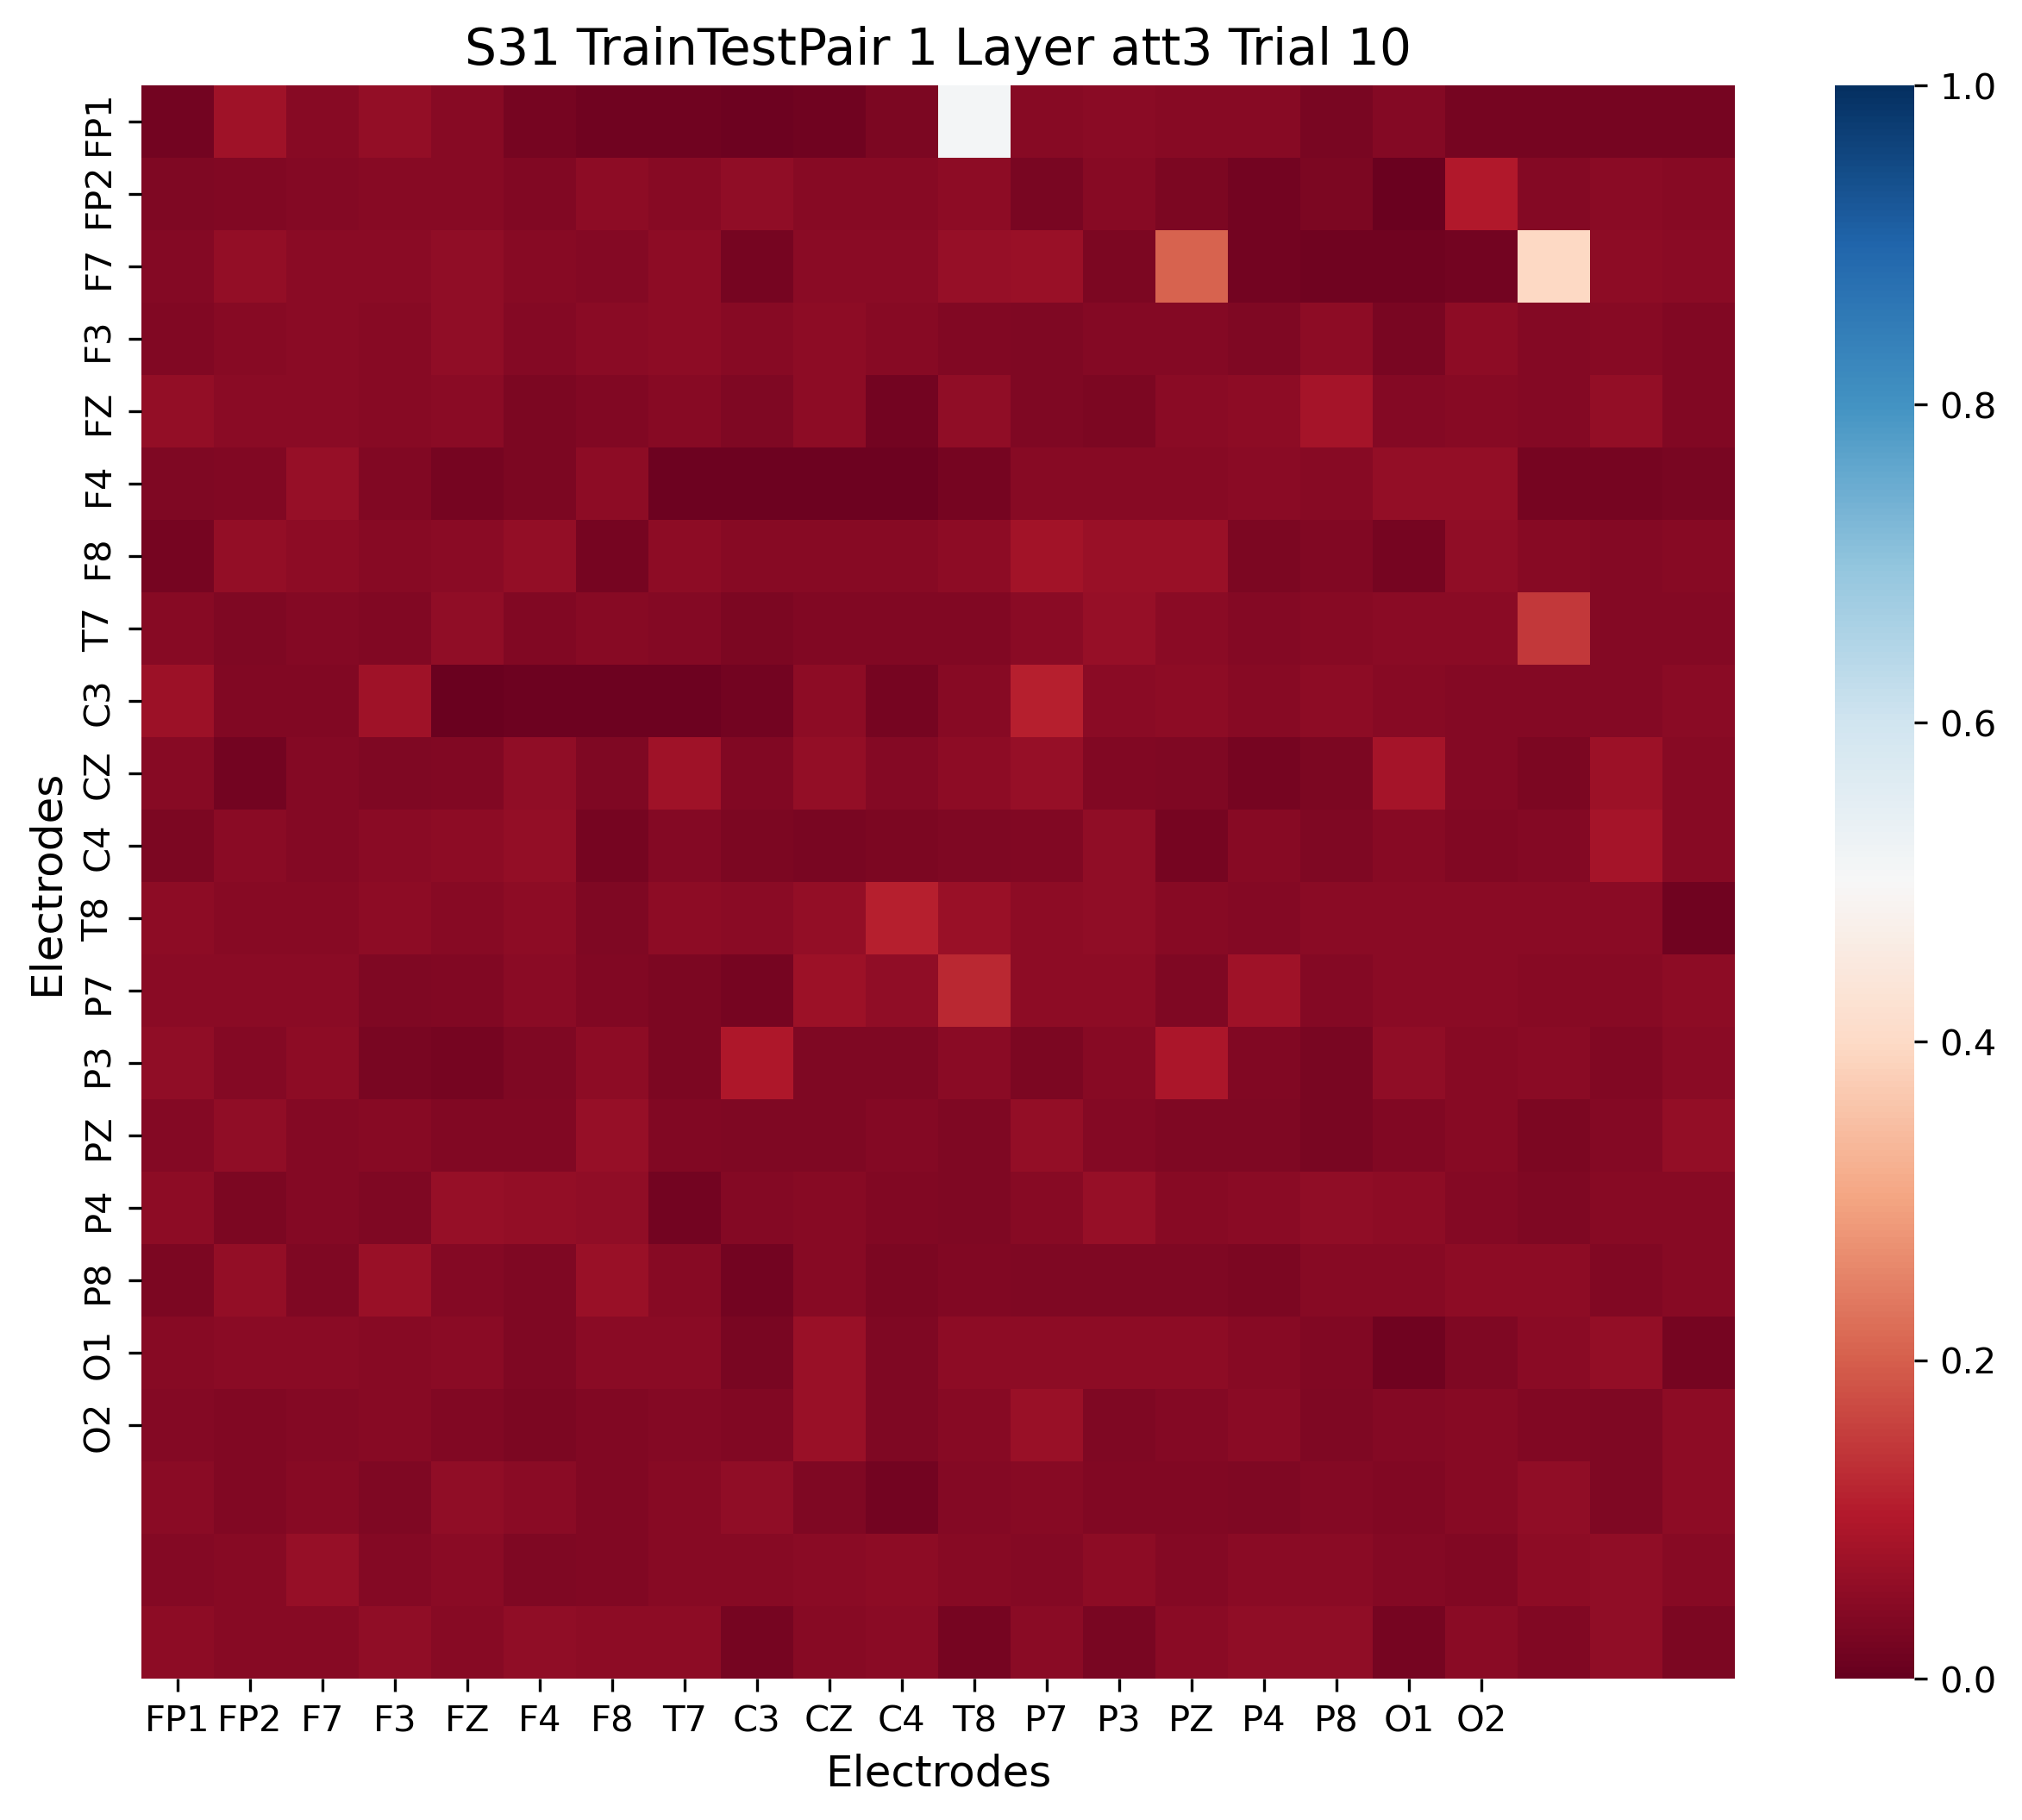 S31 TrainTestPair 1 Layer att3 Trial 10
Electrodes
FP1
FP2
F7
F3
FZ
F4
F8
T7
C3
CZ
C4
T8
P7
P3
PZ
P4
P8
O1
O2
FP1 FP2 F7 F3 FZ F4 F8 T7 C3 CZ C4 T8 P7 P3 PZ P4 P8 O1 O2
Electrodes
1.0
0.8
0.6
0.4
0.2
0.0